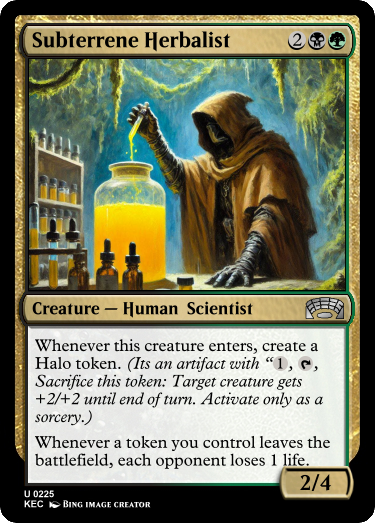 Subterrene Herbalist 2
Creature — Human Scientist
Whenever this creature enters, create a
Halo token. (Its an artifact with “1, ,
Sacrifice this token: Target creature gets
+2/+2 until end of turn. Activate only as a
sorcery.)
Whenever a token you control leaves the
battlefield, each opponent loses 1 life.
2/4
U 0225
KEC BING IMAGE CREATOR